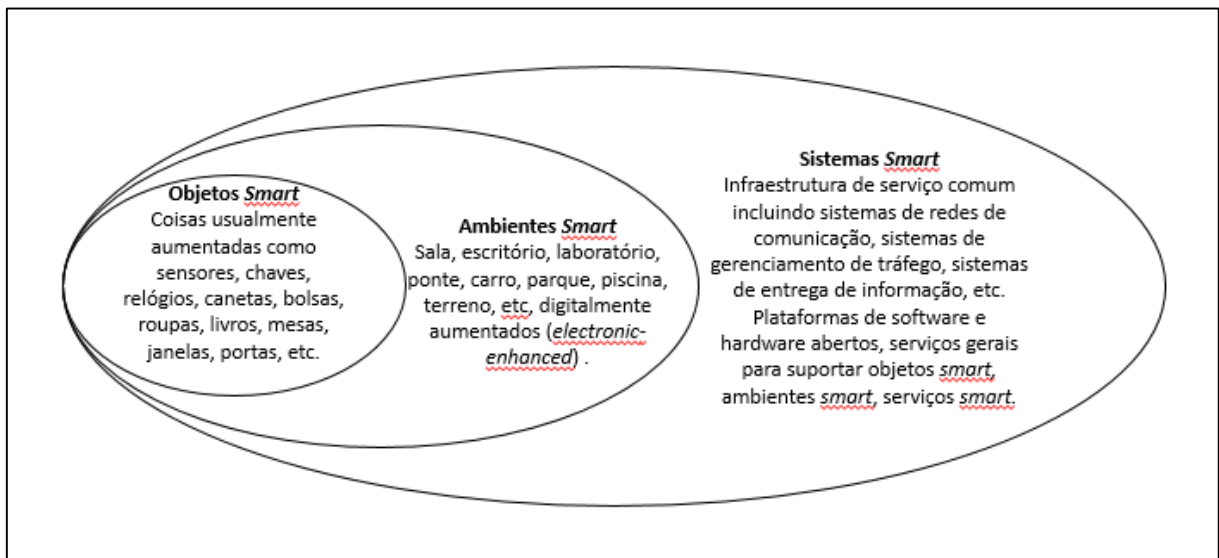 Objetos Smart
Coisas usualmente
aumentadas como
sensores, chaves,
relógios, canetas, bolsas,
roupas, livros, mesas,
janelas, portas, etc.
Ambientes Smart
Sala, escritório, laboratório,
ponte, carro, parque, piscina,
terreno, etc, digitalmente
aumentados (electronic-
enhanced) .
Sistemas Smart
Infraestrutura de serviço comum
incluindo sistemas de redes de
comunicação, sistemas de
gerenciamento de tráfego, sistemas
de entrega de informação, etc.
Plataformas de software e
hardware abertos, serviços gerais
para suportar objetos smart,
ambientes smart, serviços smart.